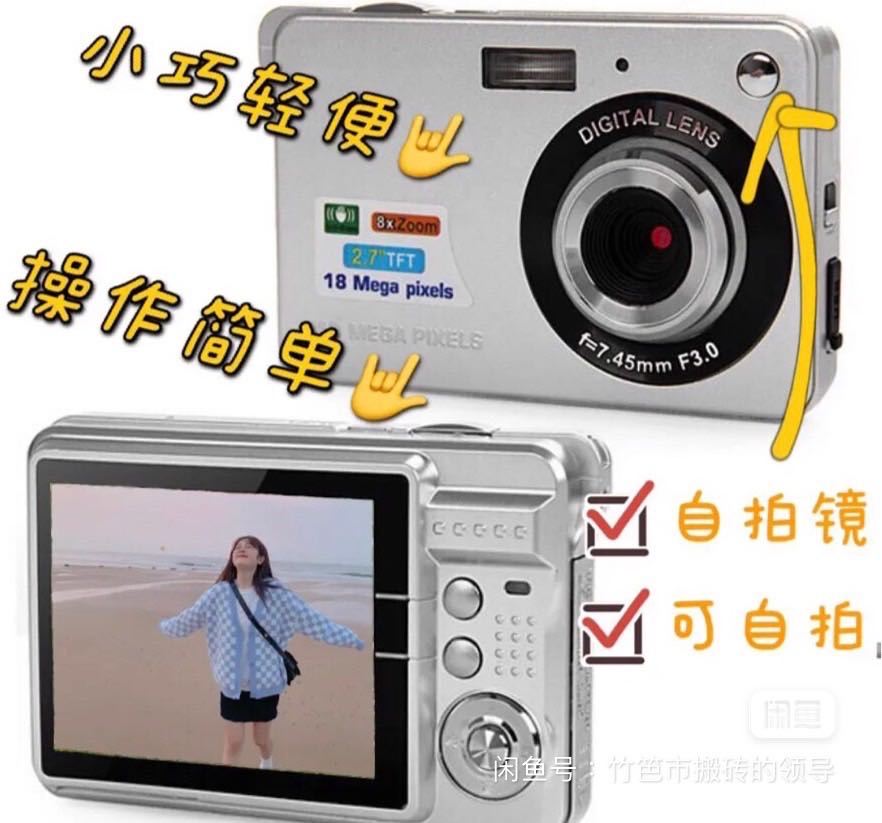 小巧轻便
DIGITAL LENS
8xZoom
2.7"TFT
18 Mega pixels
MEGA PIXELS
f=7.45mm F3.0
操作简单
自拍镜
可自拍
闲鱼
闲鱼号：竹笆市搬砖的领导